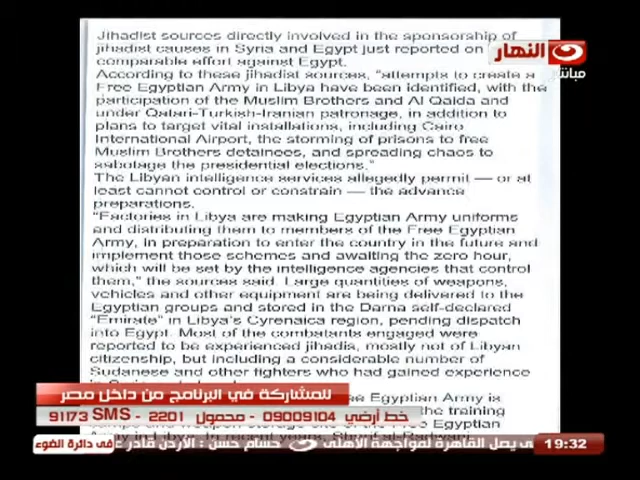 Jihadist sources directly involved in the sponsorship of
jihadist causes in Syria and Egypt just reported on
comparable effort against Egypt.
According to these jihadist sources, "attempts to create a
Free Egyptian Army in Libya have been identified, with the
participation of the Muslim Brothers and Al Qaida and
under Qatari-Turkish-Iranian patronage, in addition to
plans to target vital installations, including Cairo
International Airport, the storming of prisons to free
Muslim Brothers detainees, and spreading chaos to
sabotage the presidential elections."
The Libyan intelligence services allegedly permit — or at
least cannot control or constrain — the advance
preparations.
"Factories in Libya are making Egyptian Army uniforms
and distributing them to members of the Free Egyptian
Army, in preparation to enter the country in the future and
implement those schemes and awaiting the zero hour,
which will be set by the intelligence agencies that control
them," the sources said. Large quantities of weapons,
vehicles and other equipment are being delivered to the
Egyptian groups and stored in the Darna self-declared
"Emirate" in Libya's Cyrenaica region, pending dispatch
into Egypt. Most of the combatants engaged were
reported to be experienced jihadis, mostly not of Libyan
citizenship, but including a considerable number of
Sudanese and other fighters who had gained experience
Egyptian Army is
the training
Egyptian
النهار
مباشر
للمشاركة في البرنامج من داخل مصر
خط أرضي 09009104 - محمول 2201 - SMS 91173
ى يصل القاهرة لمواجهة الأهلى
حسام حسن : الأردن قادر
في دائرة الضوء
19:32